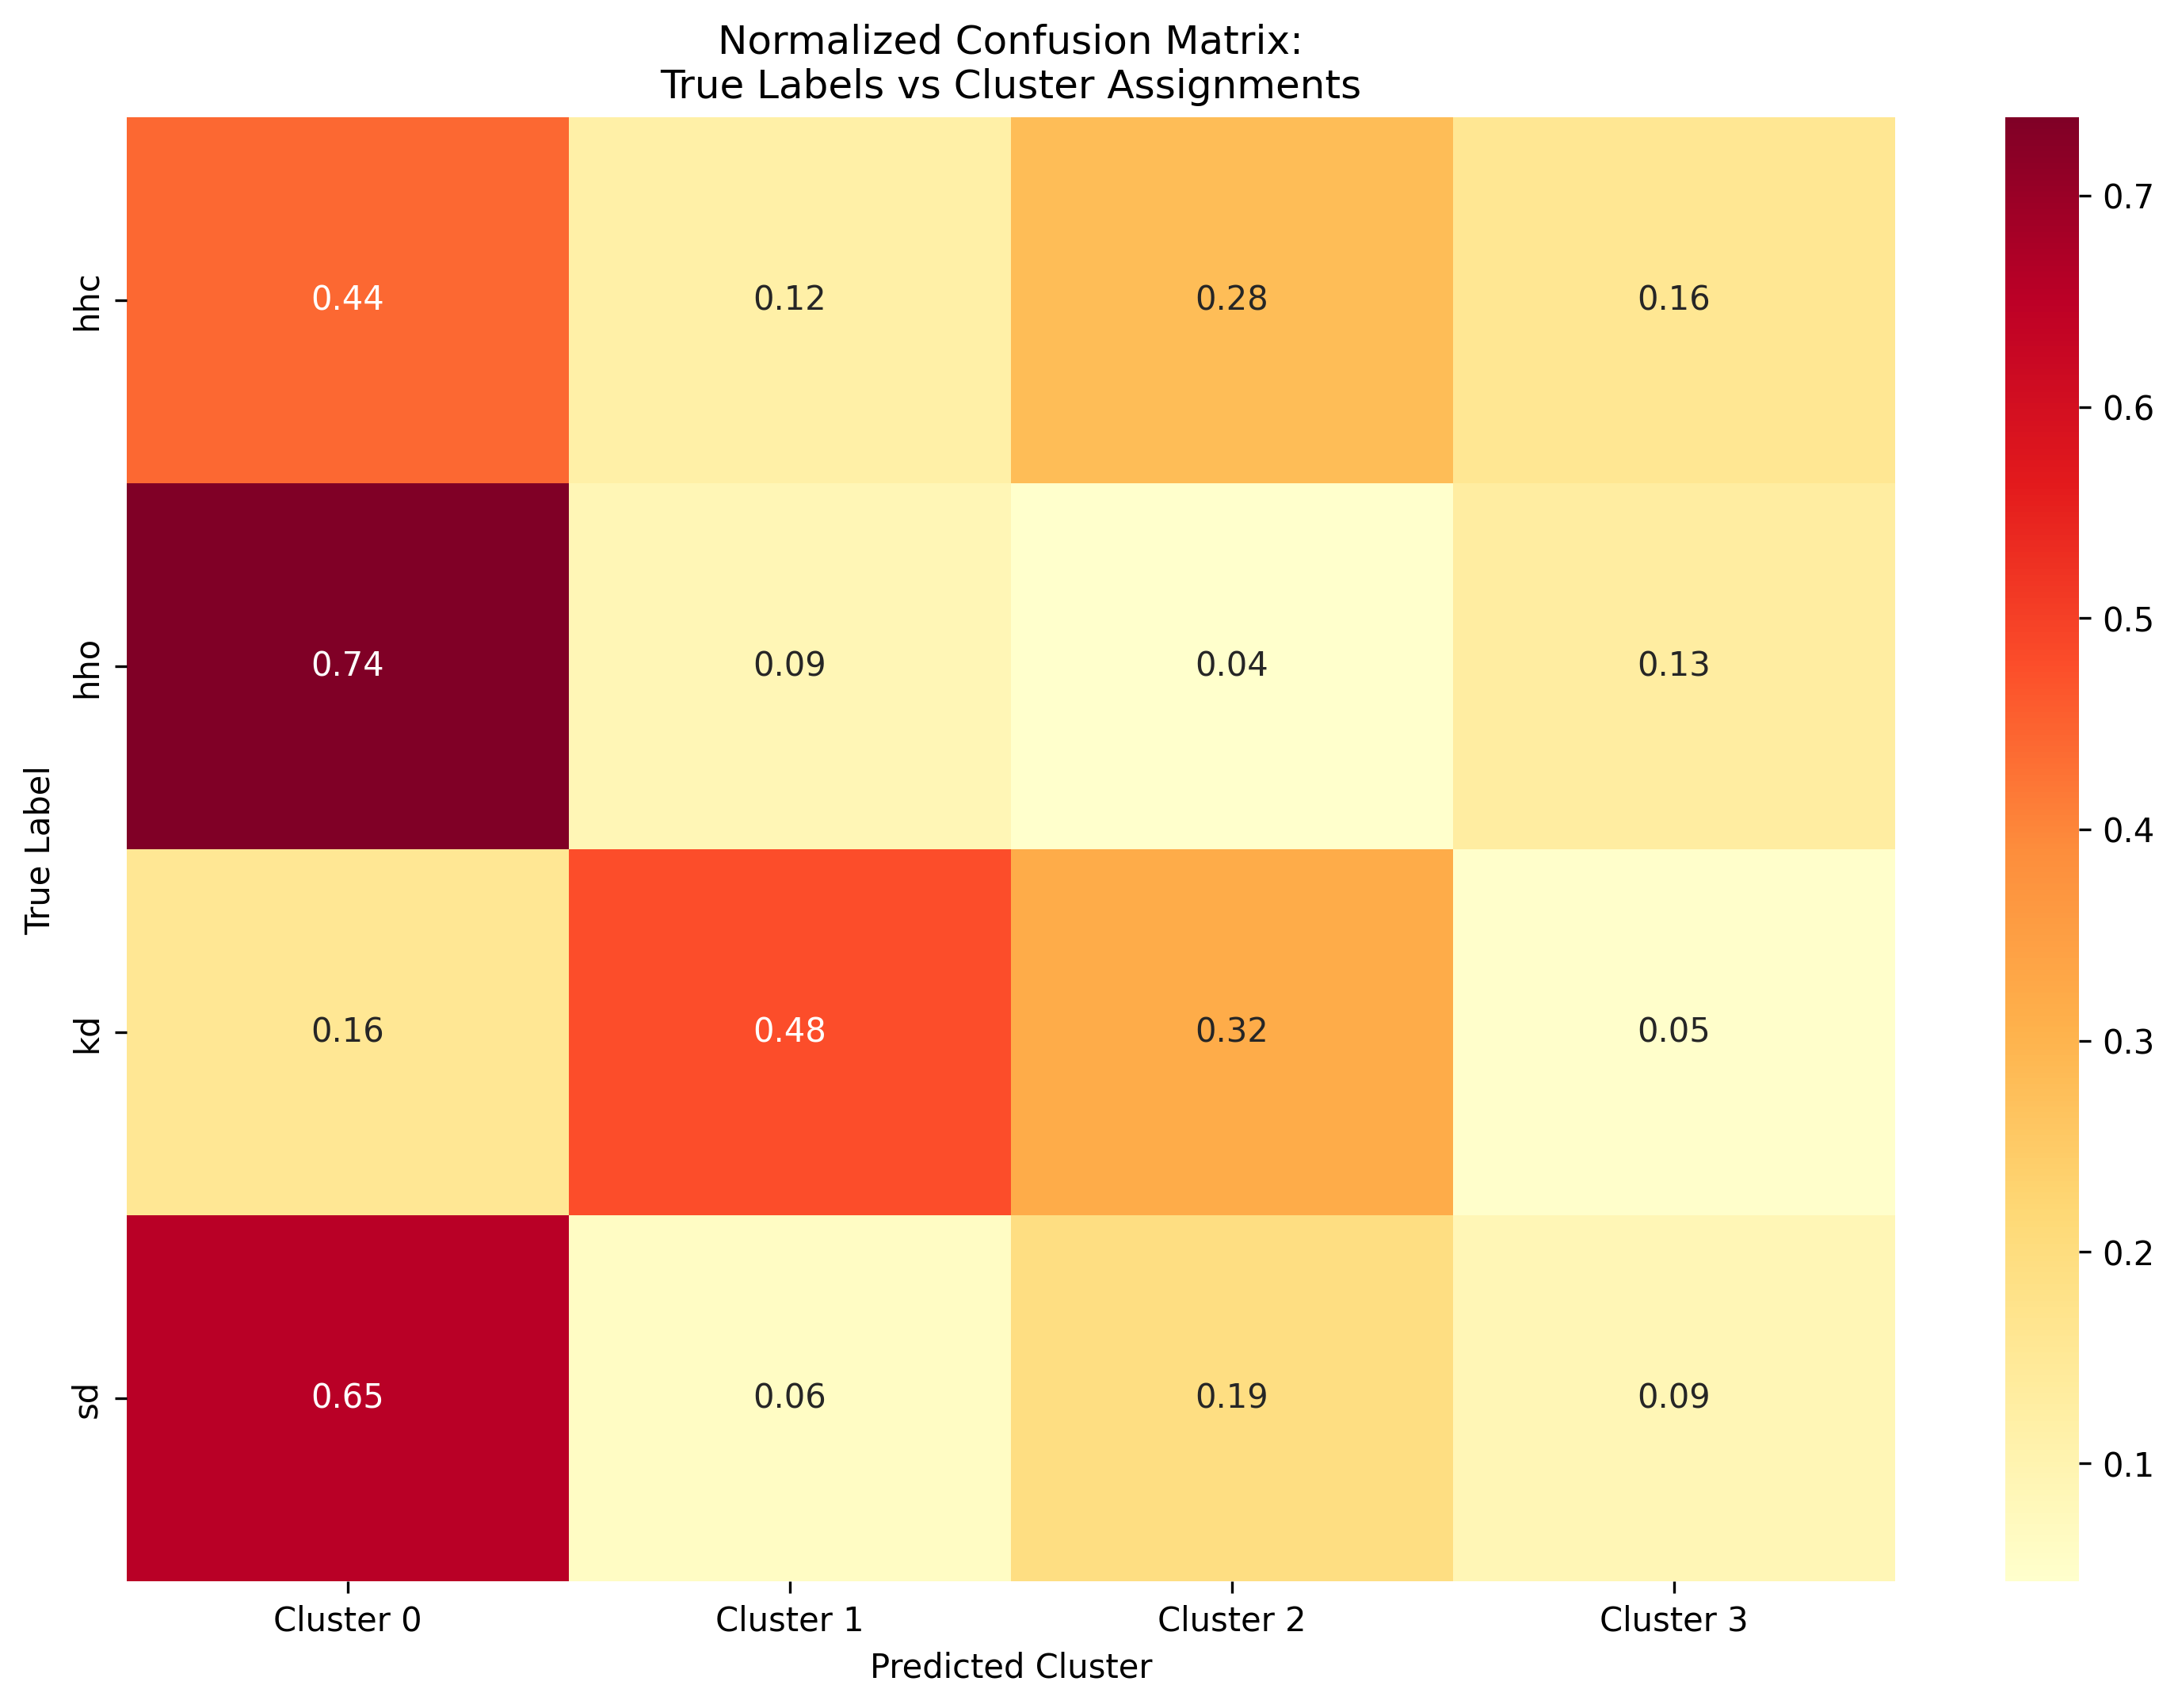 Normalized Confusion Matrix:
True Labels vs Cluster Assignments
True Label
hhc
0.44 0.12 0.28 0.16
hho
0.74 0.09 0.04 0.13
kd
0.16 0.48 0.32 0.05
sd
0.65 0.06 0.19 0.09
Cluster 0 Cluster 1 Cluster 2 Cluster 3
Predicted Cluster
0.7
0.6
0.5
0.4
0.3
0.2
0.1